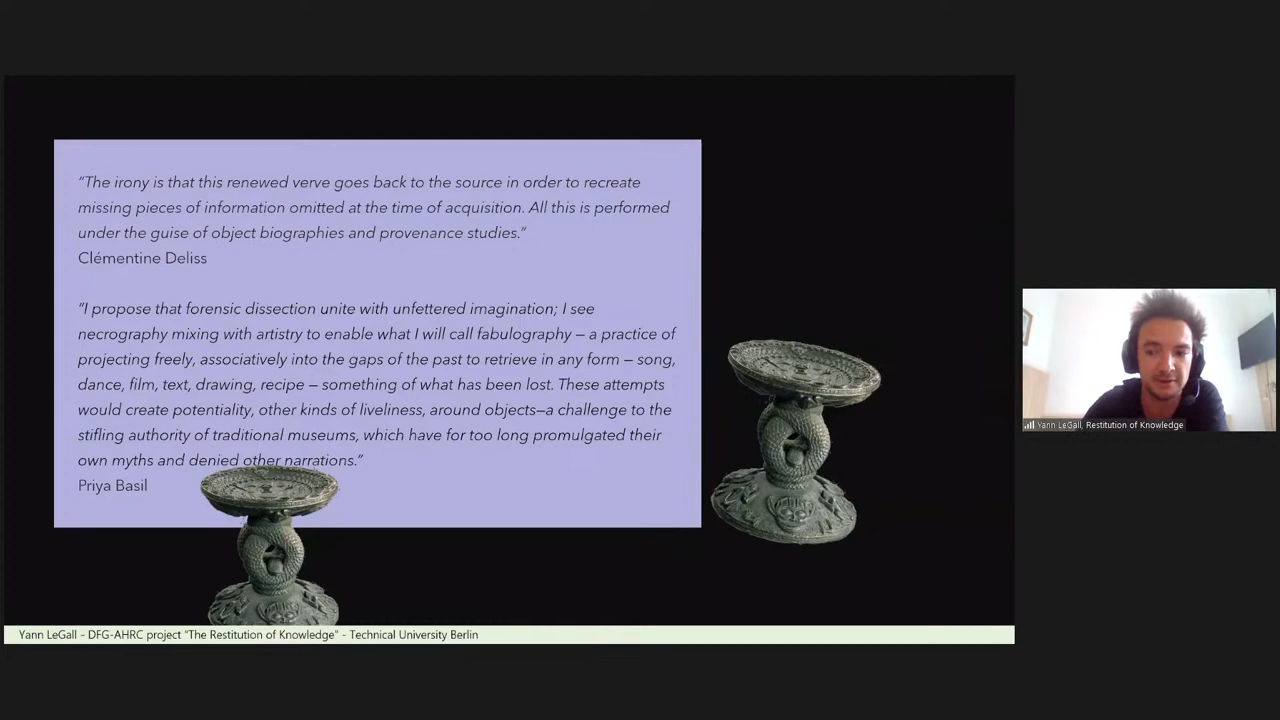 “The irony is that this renewed verve goes back to the source in order to recreate
missing pieces of information omitted at the time of acquisition. All this is performed
under the guise of object biographies and provenance studies.”
Clémentine Deliss
“I propose that forensic dissection unite with unfettered imagination; I see
necrography mixing with artistry to enable what I will call fabulography – a practice of
projecting freely, associatively into the gaps of the past to retrieve in any form – song,
dance, film, text, drawing, recipe – something of what has been lost. These attempts
would create potentiality, other kinds of liveliness, around objects—a challenge to the
stifling authority of traditional museums, which have for too long promulgated their
own myths and denied other narrations.”
Priya Basil
Yann LeGall, Restitution of Knowledge
Yann LeGall - DFG-AHRC project "The Restitution of Knowledge" - Technical University Berlin